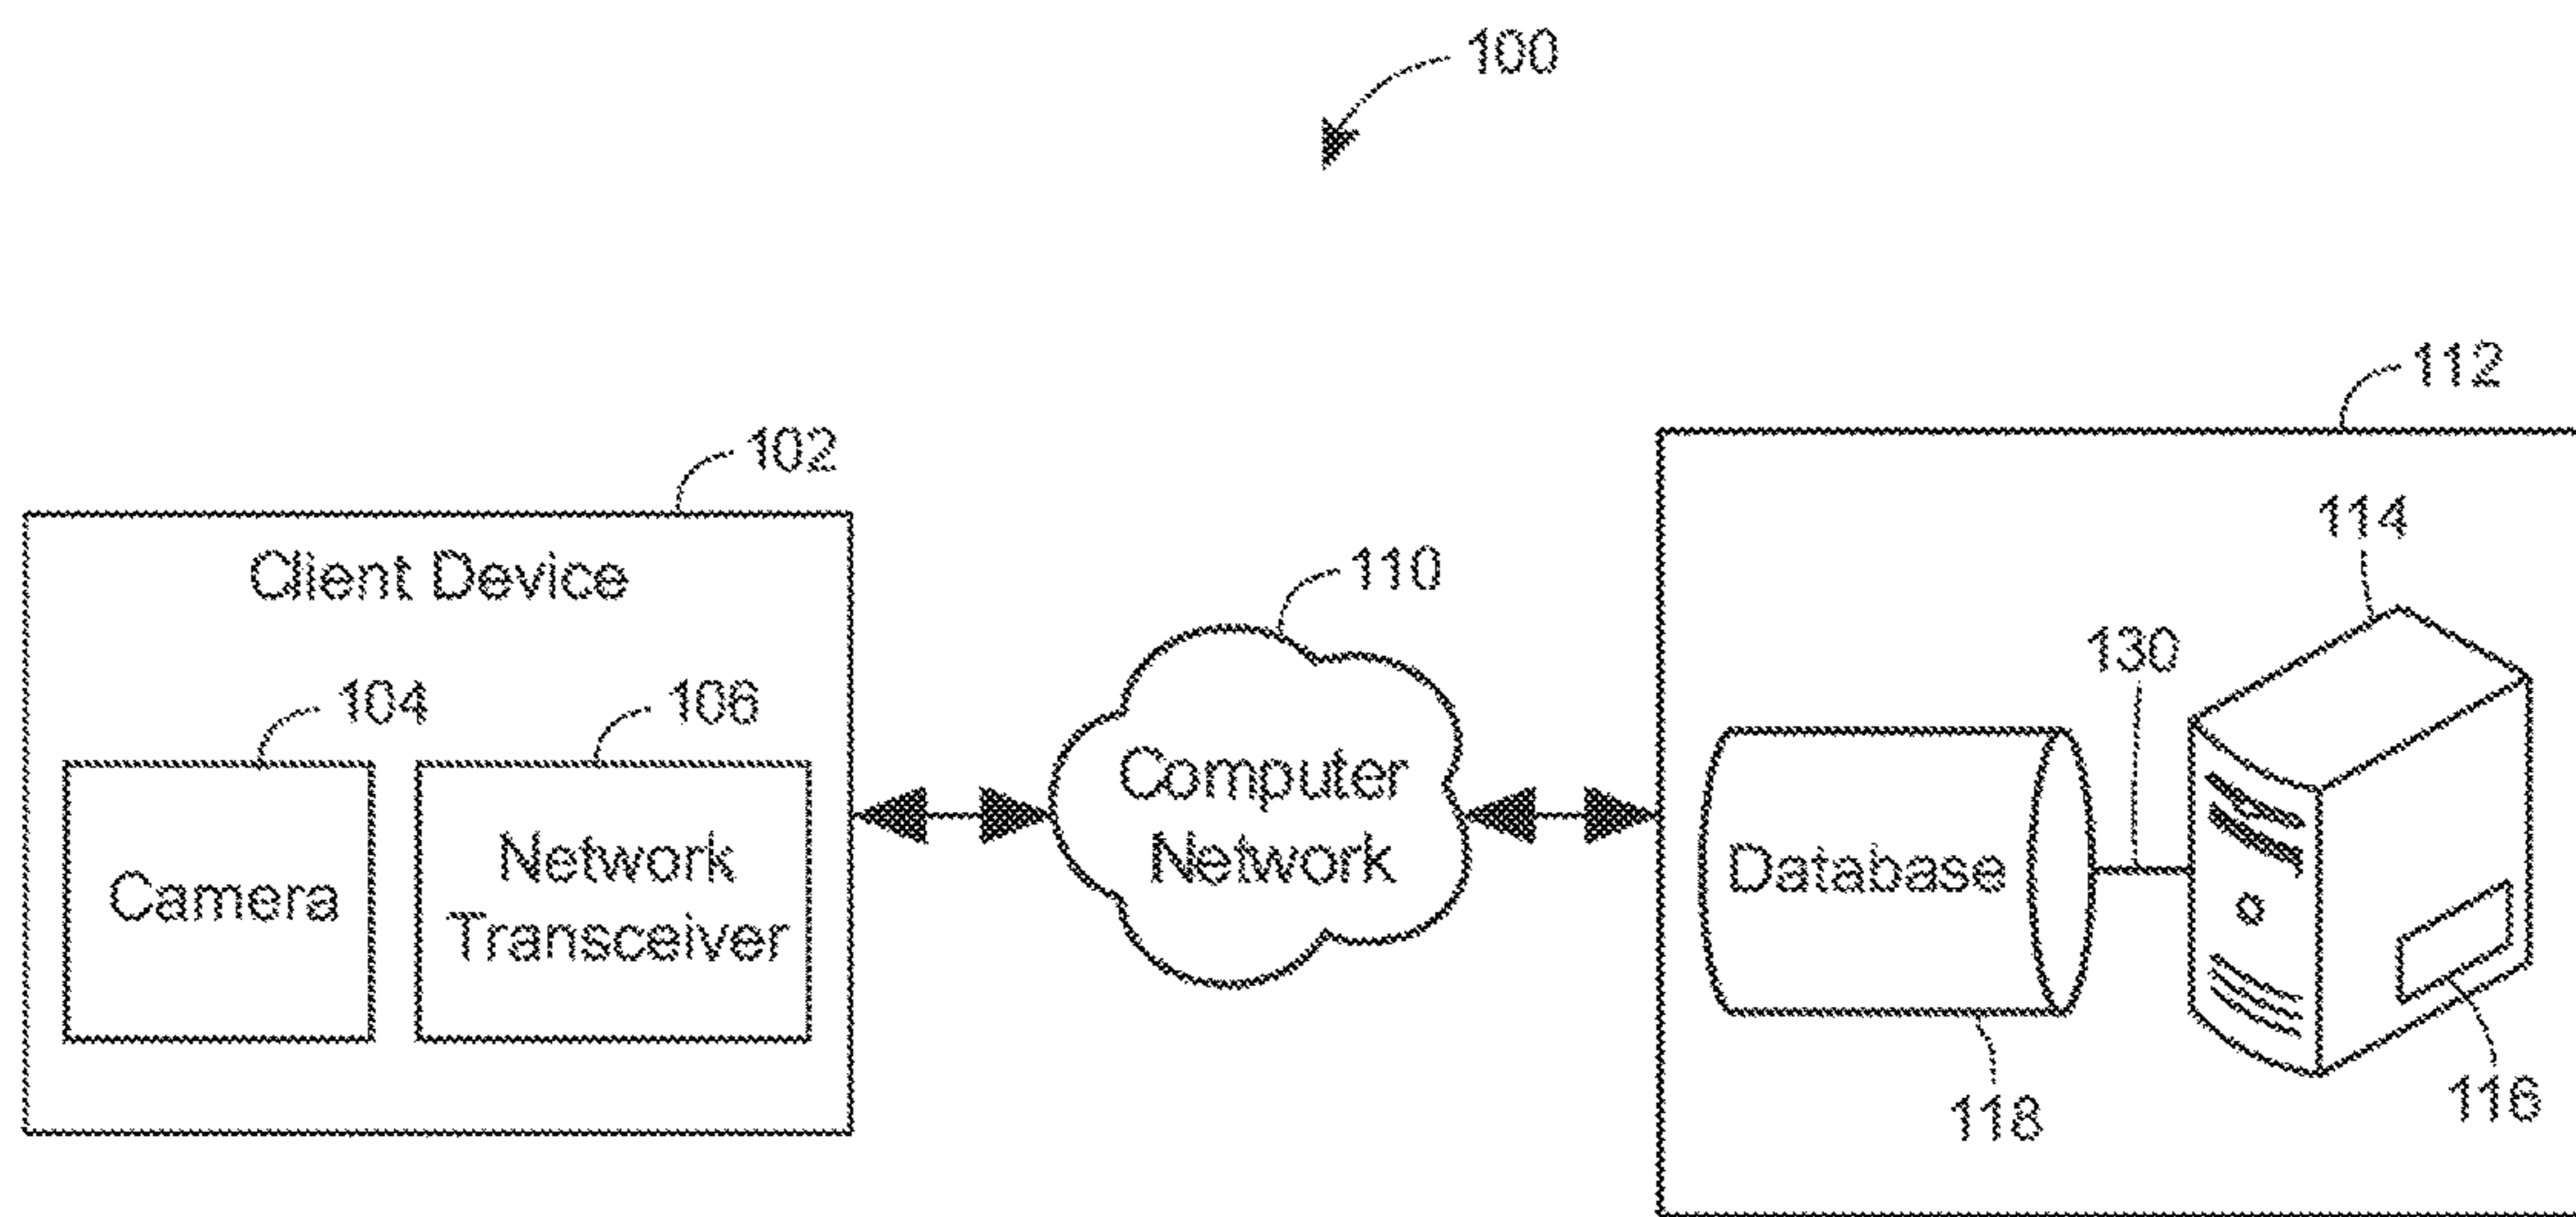 100
112
102
114
Client Device
110
130
104
106
Computer
Network
Camera
Network
Transceiver
Database
118
116